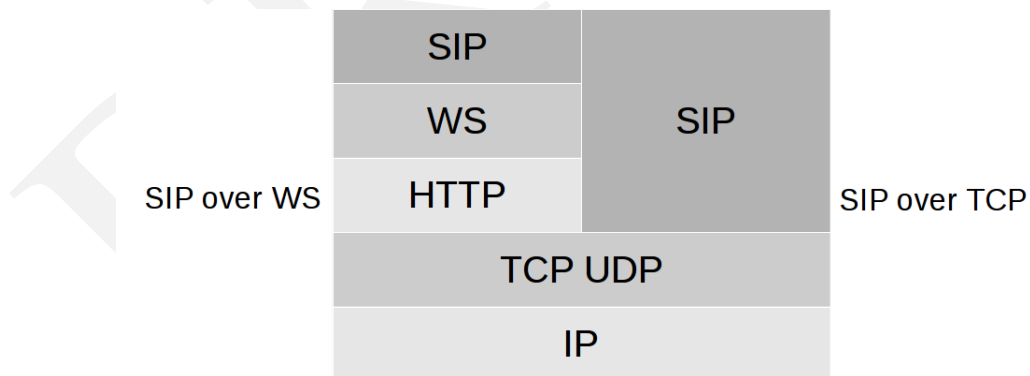 SIP
WS
SIP
SIP over WS
HTTP
SIP over TCP
TCP UDP
IP